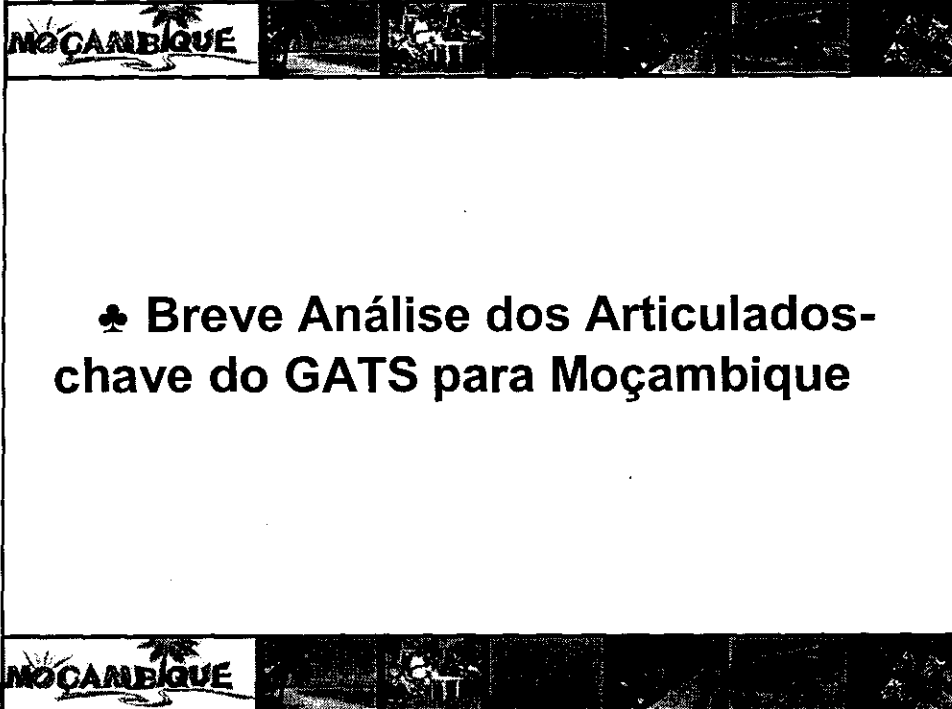 MOÇAMBIQUE
♣ Breve Análise dos Articulados-
chave do GATS para Moçambique
MOÇAMBIQUE